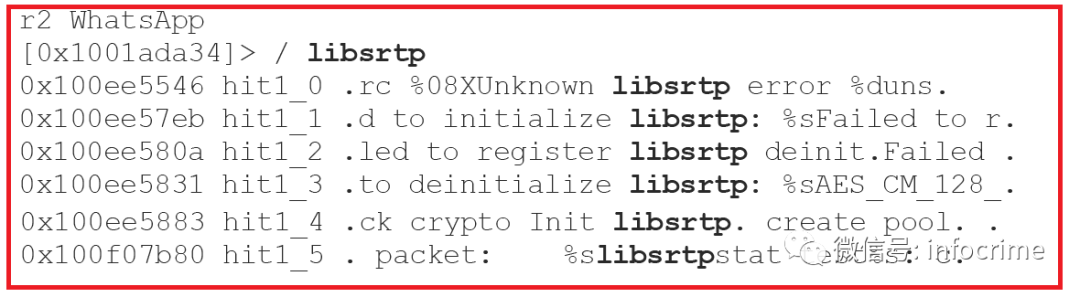 r2 WhatsApp
[0x1001ada34]> / libsrtp
0x100ee5546 hit1_0 .rc %08XUnknown libsrtp error %duns.
0x100ee57eb hit1_1 .d to initialize libsrtp: %sFailed to r.
0x100ee580a hit1_2 .led to register libsrtp deinit.Failed .
0x100ee5831 hit1_3 .to deinitialize libsrtp: %sAES_CM_128_.
0x100ee5883 hit1_4 .ck crypto Init libsrtp. create pool. .
0x100f07b80 hit1_5 . packet: %slibsrtpstat
微信号: infocrime